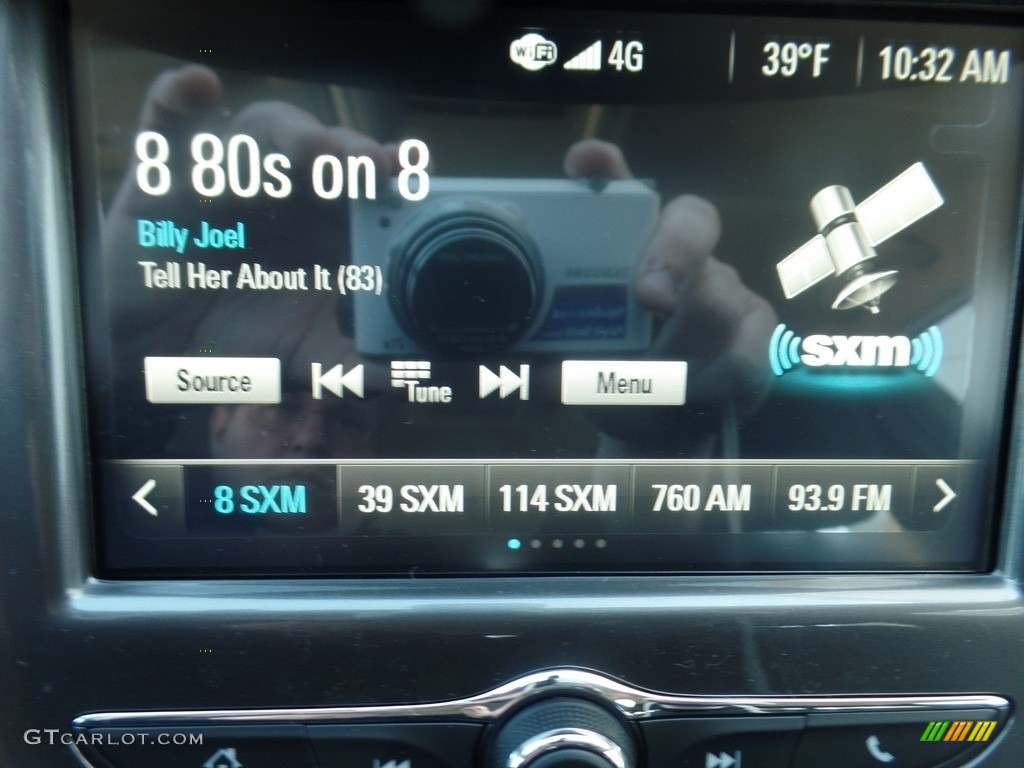 WiFi 4G 39°F 10:32 AM
8 80s on 8
Billy Joel
Tell Her About It (83)
sxm
Source Tune Menu
8 SXM 39 SXM 114 SXM 760 AM 93.9 FM
GTCARLOT.COM